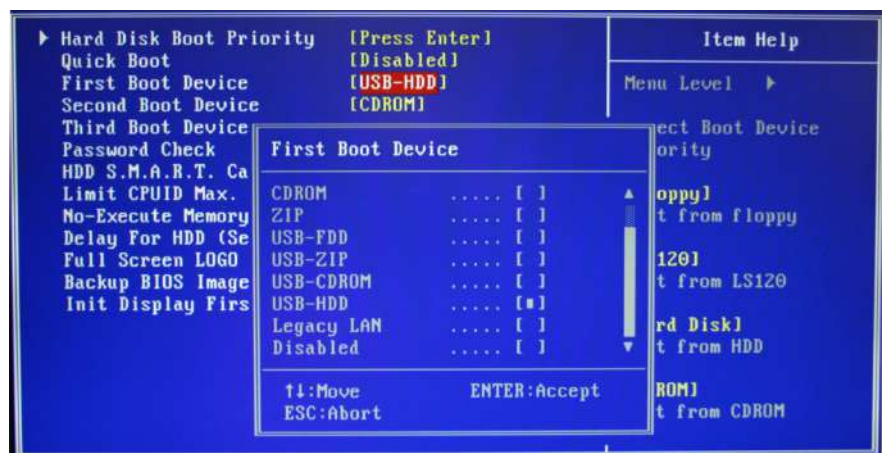 Hard Disk Boot Priority [Press Enter]
Quick Boot [Disabled]
First Boot Device [USB-HDD]
Second Boot Device [CDROM]
Third Boot Device
Password Check
HDD S.M.A.R.T. Ca
Limit CPUID Max.
No-Execute Memory
Delay For HDD (Se
Full Screen LOGO
Backup BIOS Image
Init Display Firs
First Boot Device
CDROM ..... [ ]
ZIP ..... [ ]
USB-FDD ..... [ ]
USB-ZIP ..... [ ]
USB-CDROM ..... [ ]
USB-HDD ..... [■]
Legacy LAN ..... [ ]
Disabled ..... [ ]
↑↓:Move ENTER:Accept
ESC:Abort
Item Help
Menu Level
ect Boot Device
ority
oppy]
t from floppy
120]
t from LS120
rd Disk]
t from HDD
ROM]
t from CDROM